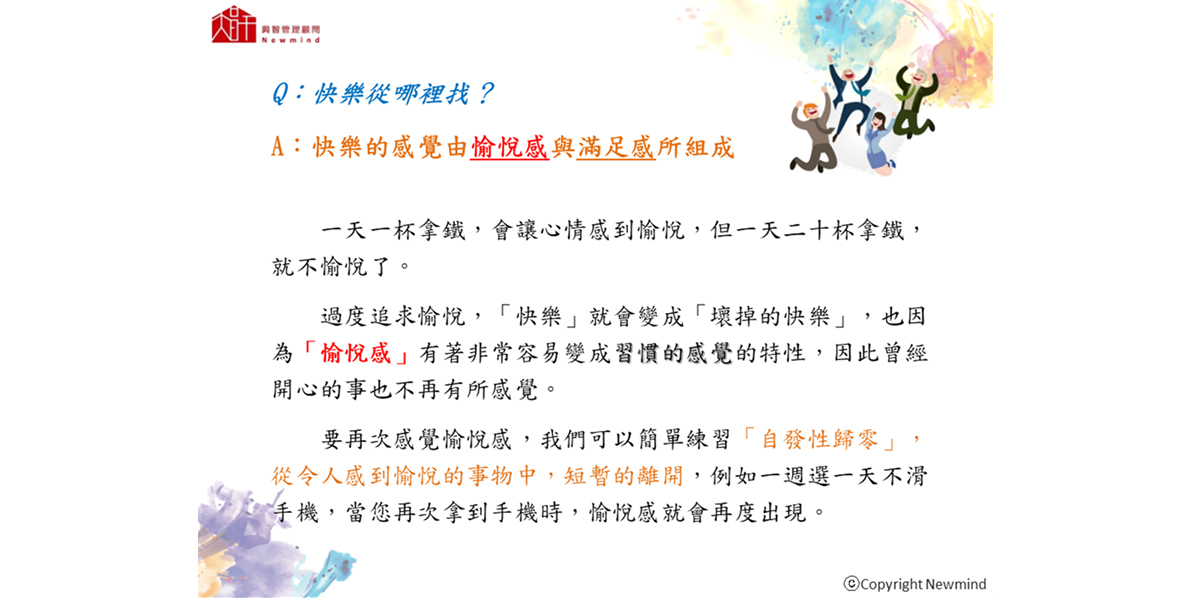 興智管理顧問
Newmind
Q：快樂從哪裡找？
A：快樂的感覺由愉悅感與滿足感所組成
一天一杯拿鐵，會讓心情感到愉悅，但一天二十杯拿鐵，
就不愉悅了。
過度追求愉悅，「快樂」就會變成「壞掉的快樂」，也因
為「愉悅感」有著非常容易變成習慣的感覺的特性，因此曾經
開心的事也不再有所感覺。
要再次感覺愉悅感，我們可以簡單練習「自發性歸零」，
從令人感到愉悅的事物中，短暫的離開，例如一週選一天不滑
手機，當您再次拿到手機時，愉悅感就會再度出現。
ⓒCopyright Newmind